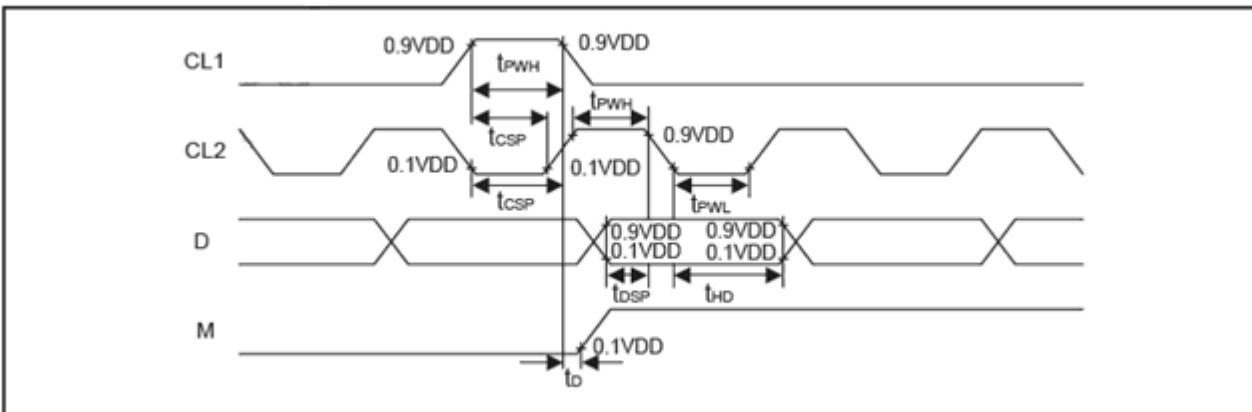 CL1
0.9VDD
0.9VDD
tPWH
tPWH
tCSP
CL2
0.9VDD
0.1VDD
0.1VDD
tCSP
tPWL
D
0.9VDD
0.9VDD
0.1VDD
0.1VDD
tDSP
tHD
M
0.1VDD
tD